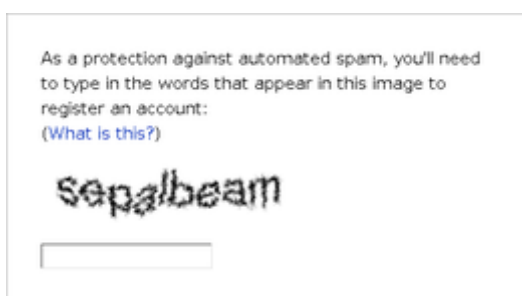 As a protection against automated spam, you'll need
to type in the words that appear in this image to
register an account:
(What is this?)
sepalbeam